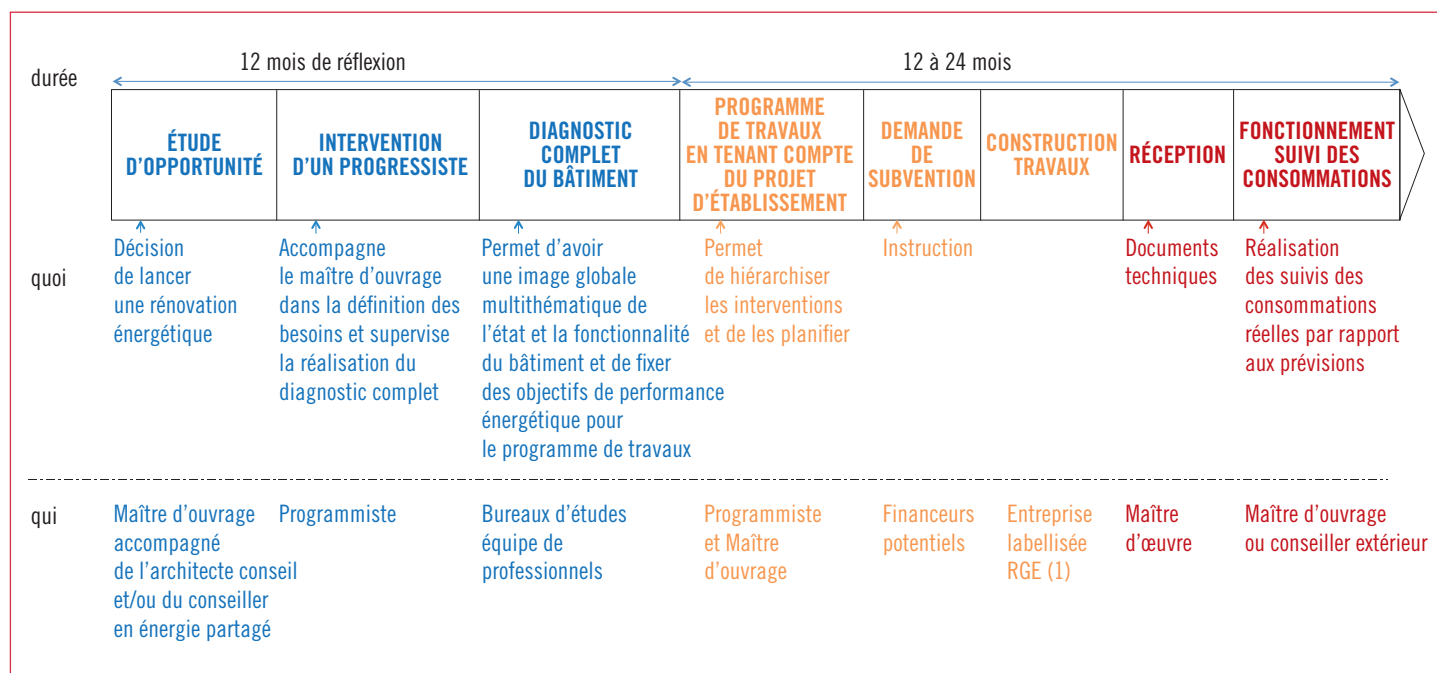 durée
12 mois de réflexion
12 à 24 mois
ÉTUDE
D'OPPORTUNITÉ
INTERVENTION
D'UN PROGRESSISTE
DIAGNOSTIC
COMPLET
DU BÂTIMENT
PROGRAMME
DE TRAVAUX
EN TENANT COMPTE
DU PROJET
D'ÉTABLISSEMENT
DEMANDE
DE
SUBVENTION
CONSTRUCTION
TRAVAUX
RÉCEPTION
FONCTIONNEMENT
SUIVI DES
CONSOMMATIONS
quoi
Décision
de lancer
une rénovation
énergétique
Accompagne
le maître d'ouvrage
dans la définition des
besoins et supervise
la réalisation du
diagnostic complet
Permet d'avoir
une image globale
multithématique de
l'état et la fonctionnalité
du bâtiment et de fixer
des objectifs de performance
énergétique pour
le programme de travaux
Permet
de hiérarchiser
les interventions
et de les planifier
Instruction
Documents
techniques
Réalisation
des suivis des
consommations
réelles par rapport
aux prévisions
qui
Maître d'ouvrage
accompagné
de l'architecte conseil
et/ou du conseiller
en énergie partagé
Programmiste
Bureaux d'études
équipe de
professionnels
Programmiste
et Maître
d'ouvrage
Financeurs
potentiels
Entreprise
labellisée
RGE (1)
Maître
d'œuvre
Maître d'ouvrage
ou conseiller extérieur